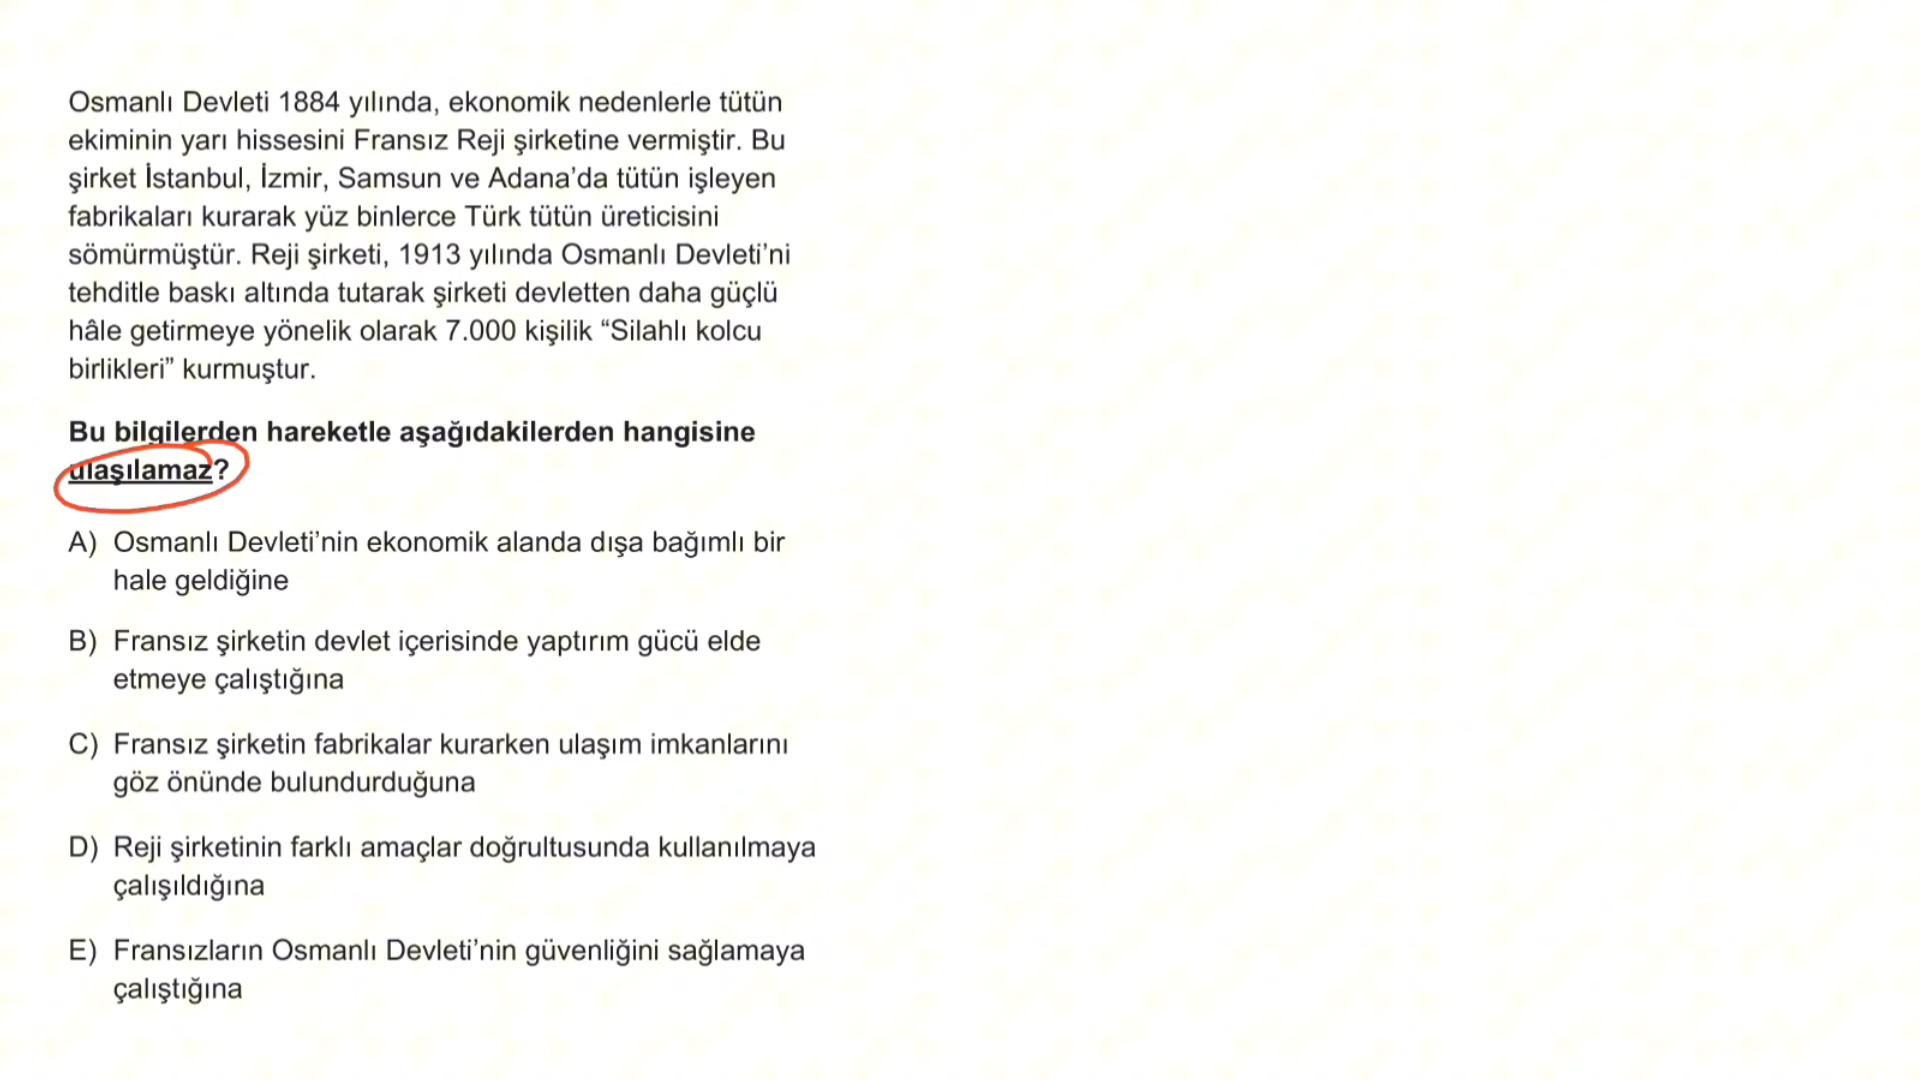 Osmanlı Devleti 1884 yılında, ekonomik nedenlerle tütün
ekiminin yarı hissesini Fransız Reji şirketine vermiştir. Bu
şirket İstanbul, İzmir, Samsun ve Adana’da tütün işleyen
fabrikaları kurarak yüz binlerce Türk tütün üreticisini
sömürmüştür. Reji şirketi, 1913 yılında Osmanlı Devleti’ni
tehditle baskı altında tutarak şirketi devletten daha güçlü
hâle getirmeye yönelik olarak 7.000 kişilik “Silahlı kolcu
birlikleri” kurmuştur.
Bu bilgilerden hareketle aşağıdakilerden hangisine
ulaşılamaz?
A) Osmanlı Devleti’nin ekonomik alanda dışa bağımlı bir
hale geldiğine
B) Fransız şirketin devlet içerisinde yaptırım gücü elde
etmeye çalıştığına
C) Fransız şirketin fabrikalar kurarken ulaşım imkanlarını
göz önünde bulundurduğuna
D) Reji şirketinin farklı amaçlar doğrultusunda kullanılmaya
çalışıldığına
E) Fransızların Osmanlı Devleti’nin güvenliğini sağlamaya
çalıştığına